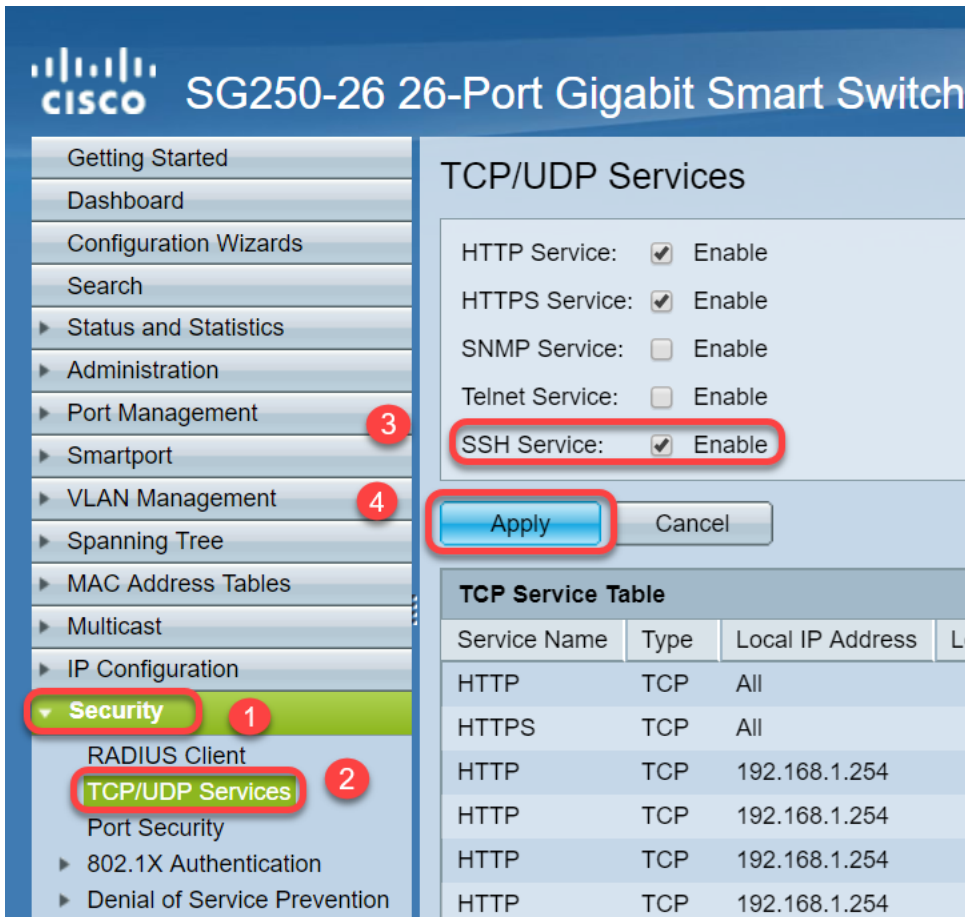 CISCO SG250-26 26-Port Gigabit Smart Switch
Getting Started
Dashboard
Configuration Wizards
Search
Status and Statistics
Administration
Port Management
Smartport
VLAN Management
Spanning Tree
MAC Address Tables
Multicast
IP Configuration
Security
1
RADIUS Client
TCP/UDP Services
2
Port Security
802.1X Authentication
Denial of Service Prevention
TCP/UDP Services
HTTP Service: Enable
HTTPS Service: Enable
SNMP Service: Enable
Telnet Service: Enable
3
SSH Service: Enable
4
Apply Cancel
TCP Service Table
Service Name Type Local IP Address
HTTP TCP All
HTTPS TCP All
HTTP TCP 192.168.1.254
HTTP TCP 192.168.1.254
HTTP TCP 192.168.1.254
HTTP TCP 192.168.1.254